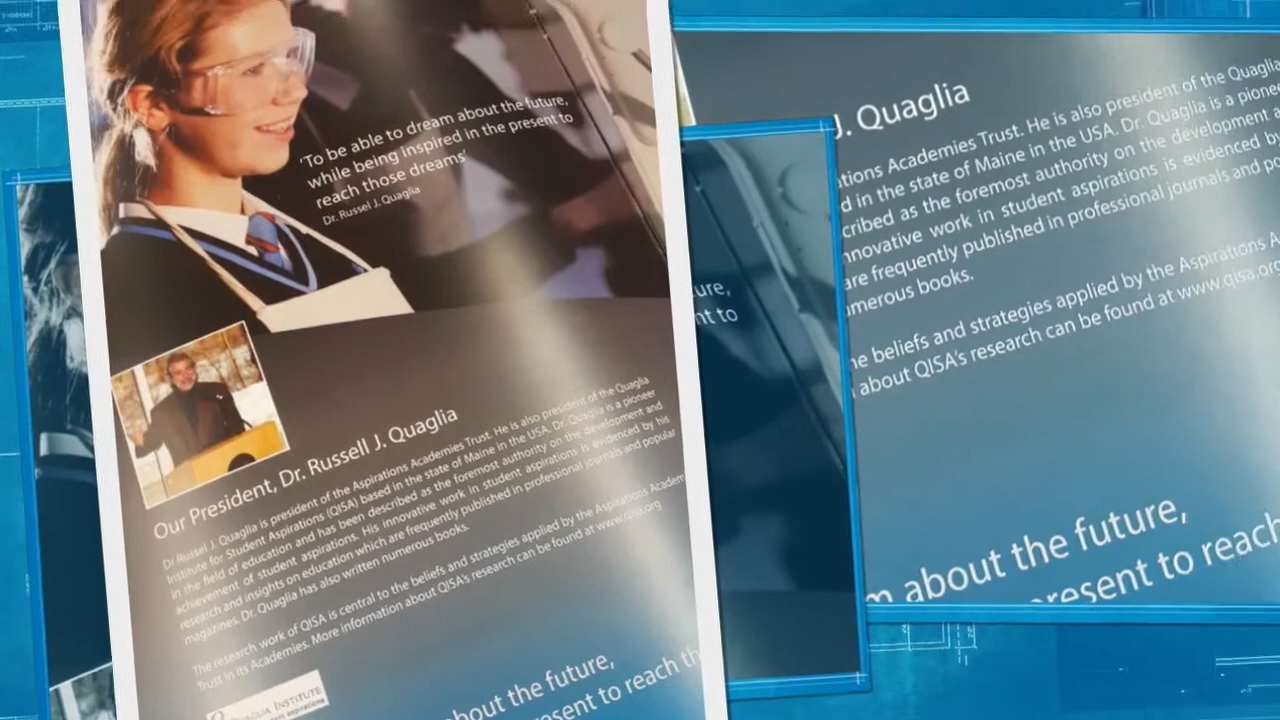 'To be able to dream about the future,
while being inspired in the present to
reach those dreams'
Dr. Russel J. Quaglia
Our President, Dr. Russell J. Quaglia
Dr Russel J. Quaglia is president of the Aspirations Academies Trust. He is also president of the Quaglia
Institute for Student Aspirations (QISA) based in the state of Maine in the USA. Dr. Quaglia is a pioneer
in the field of education and has been described as the foremost authority on the development and
achievement of student aspirations. His innovative work in student aspirations is evidenced by his
research and insights on education which are frequently published in professional journals and popular
magazines. Dr. Quaglia has also written numerous books.
The research work of QISA is central to the beliefs and strategies applied by the Aspirations Academ
Trust in its Academies. More information about QISA's research can be found at www.qisa.org
INSTITUTE
aspirations
bout the future,
esent to reach th
ure,
nt to
J. Quaglia
ations Academies Trust. He is also president of the Quaglia
d in the state of Maine in the USA. Dr. Quaglia is a pionee
cribed as the foremost authority on the development a
nnovative work in student aspirations is evidenced by
are frequently published in professional journals and po
umerous books.
he beliefs and strategies applied by the Aspirations A
about QISA's research can be found at www.qisa.org
m about the future,
present to reach